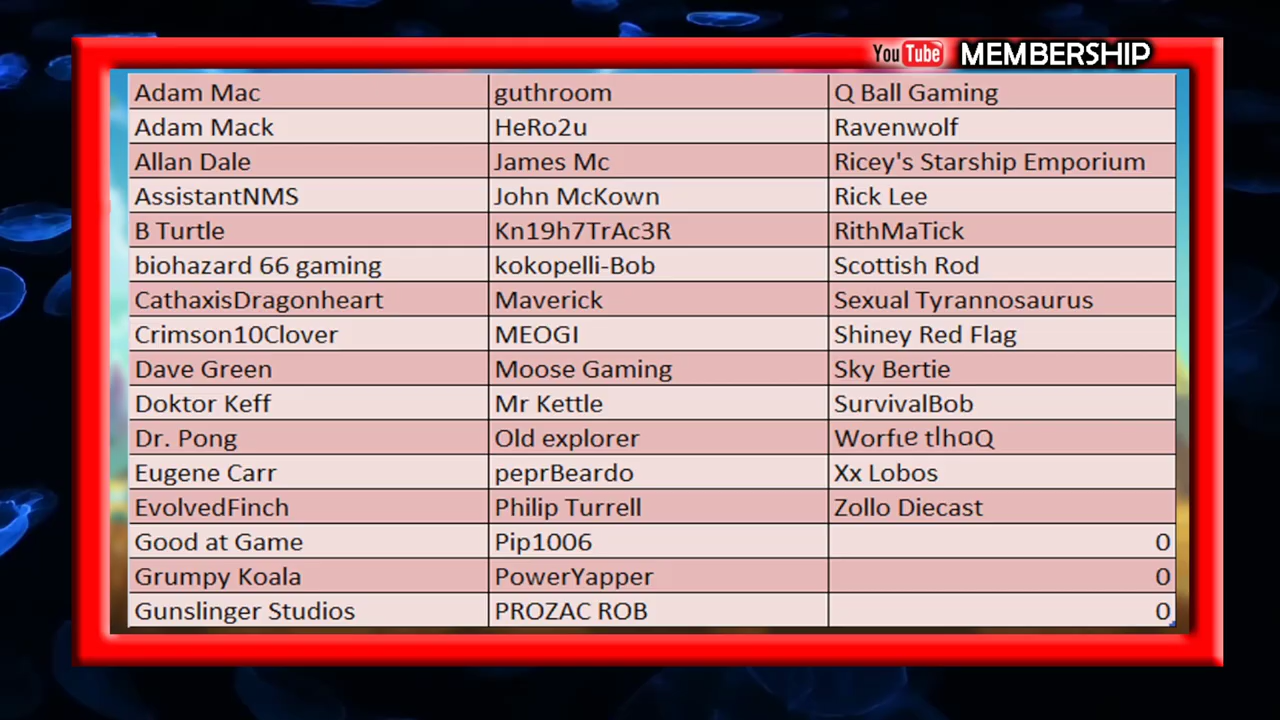 YouTube MEMBERSHIP
Adam Mac guthroom Q Ball Gaming
Adam Mack HeRo2u Ravenwolf
Allan Dale James Mc Ricey's Starship Emporium
AssistantNMS John McKown Rick Lee
B Turtle Kn19h7TrAc3R RithMaTick
biohazard 66 gaming kokopelli-Bob Scottish Rod
CathaxisDragonheart Maverick Sexual Tyrannosaurus
Crimson10Clover MEOGI Shiney Red Flag
Dave Green Moose Gaming Sky Bertie
Doktor Keff Mr Kettle SurvivalBob
Dr. Pong Old explorer
Eugene Carr peprBeardo Xx Lobos
EvolvedFinch Philip Turrell Zollo Diecast
Good at Game Pip1006 0
Grumpy Koala PowerYapper 0
Gunslinger Studios PROZAC ROB 0